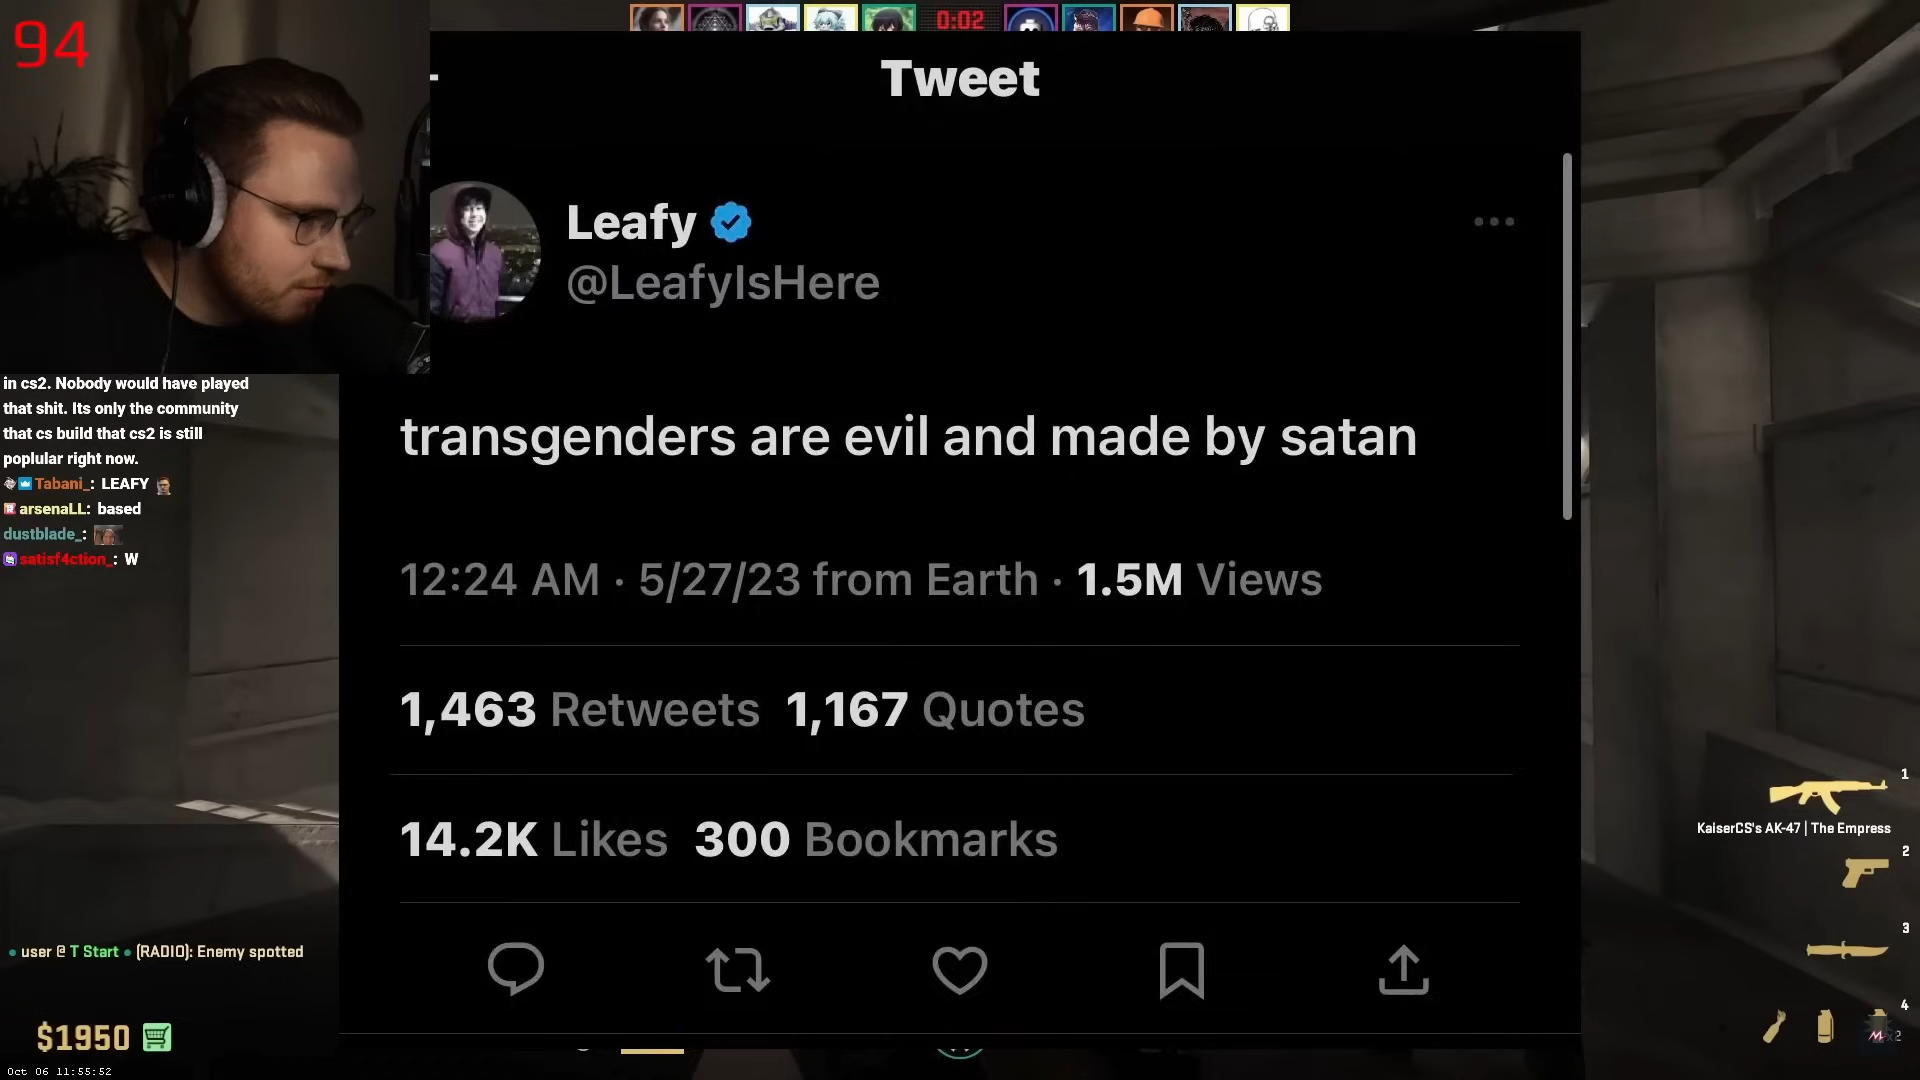 94
0:02
Tweet
Leafy
@LeafyIsHere
transgenders are evil and made by satan
12:24 AM · 5/27/23 from Earth · 1.5M Views
1,463 Retweets 1,167 Quotes
14.2K Likes 300 Bookmarks
in cs2. Nobody would have played
that shit. Its only the community
that cs build that cs2 is still
poplular right now.
Tabani_: LEAFY
arsenaLL: based
dustblade_:
satisf4ction_: W
• user @ T Start • (RADIO): Enemy spotted
$1950
Oct 06 11:55:52
1
KaiserCS's AK-47 | The Empress
2
3
4
x2